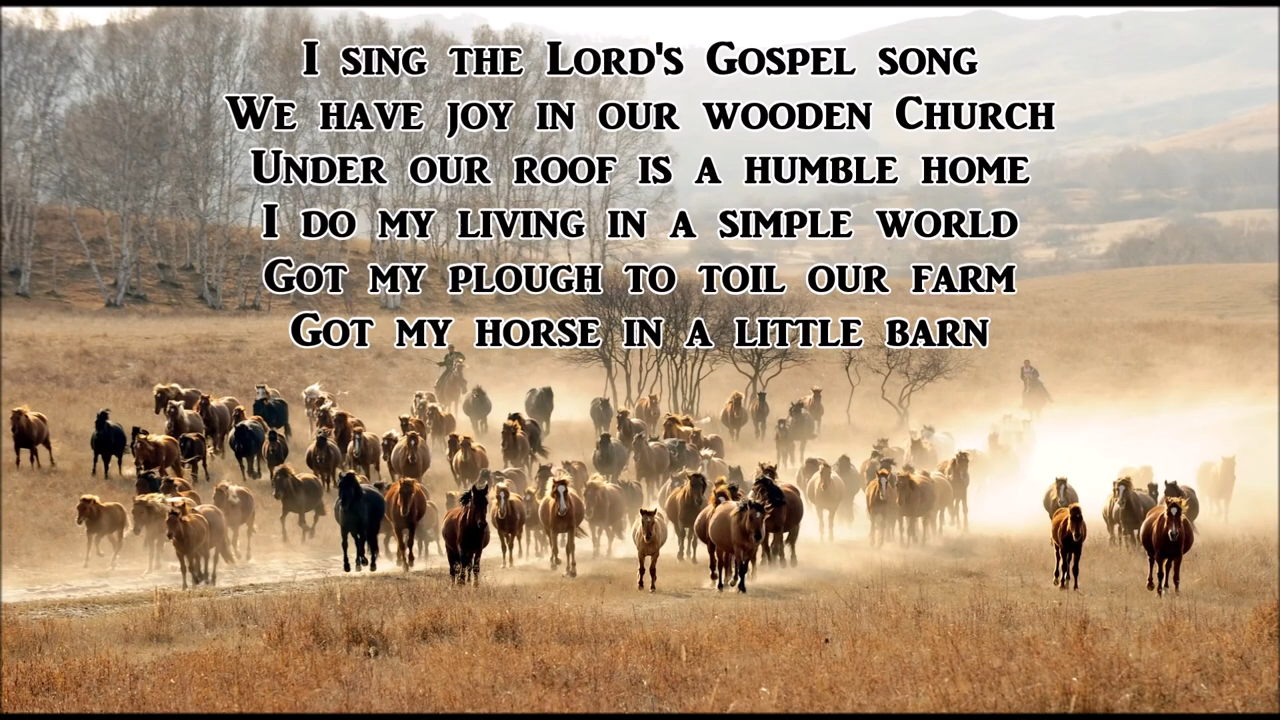 I sing the Lord's Gospel song
We have joy in our wooden Church
Under our roof is a humble home
I do my living in a simple world
Got my plough to toil our farm
Got my horse in a little barn